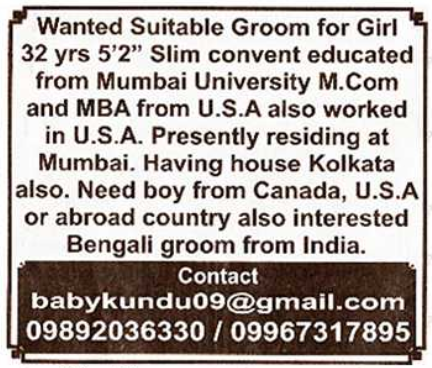 Wanted Suitable Groom for Girl
32 yrs 5'2" Slim convent educated
from Mumbai University M.Com
and MBA from U.S.A also worked
in U.S.A. Presently residing at
Mumbai. Having house Kolkata
also. Need boy from Canada, U.S.A
or abroad country also interested
Bengali groom from India.
Contact
babykundu09@gmail.com
09892036330 / 09967317895